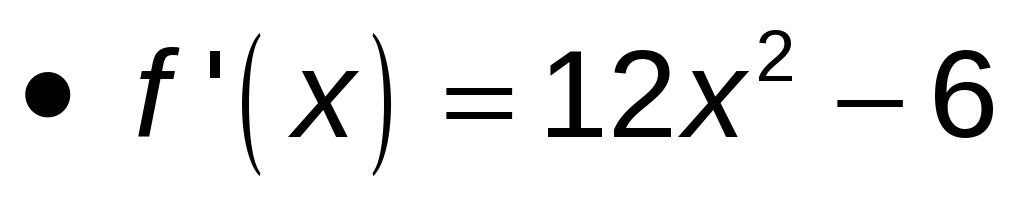 • f '(x) = 12x² − 6